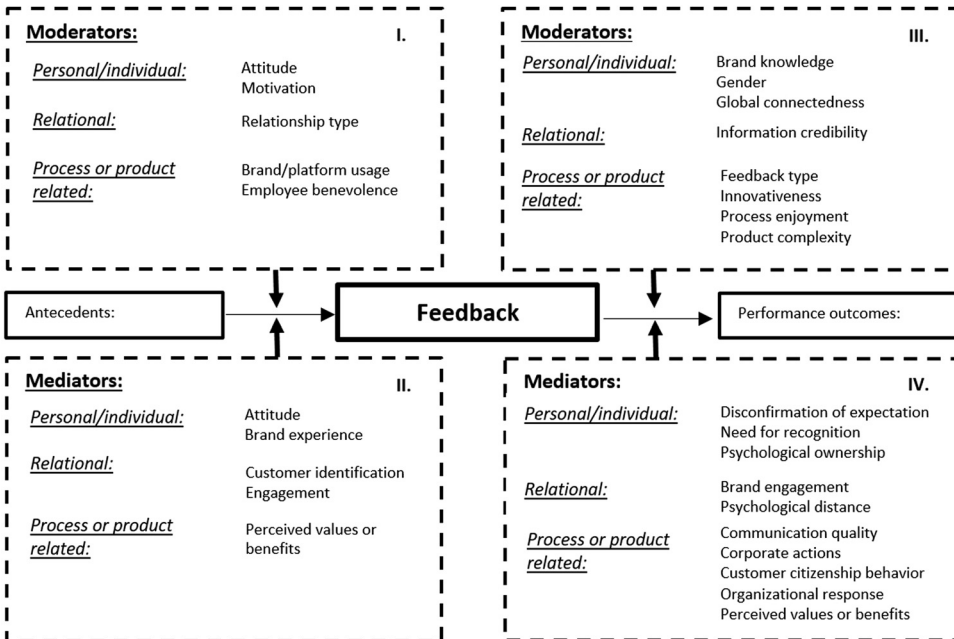 Moderators: I.
Personal/individual: Attitude
Motivation
Relational: Relationship type
Process or product related: Brand/platform usage
Employee benevolence
Moderators: III.
Personal/individual: Brand knowledge
Gender
Global connectedness
Relational: Information credibility
Process or product related: Feedback type
Innovativeness
Process enjoyment
Product complexity
Antecedents:
Feedback
Performance outcomes:
Mediators: II.
Personal/individual: Attitude
Brand experience
Relational: Customer identification
Engagement
Process or product related: Perceived values or
benefits
Mediators: IV.
Personal/individual: Disconfirmation of expectation
Need for recognition
Psychological ownership
Relational: Brand engagement
Psychological distance
Process or product related: Communication quality
Corporate actions
Customer citizenship behavior
Organizational response
Perceived values or benefits